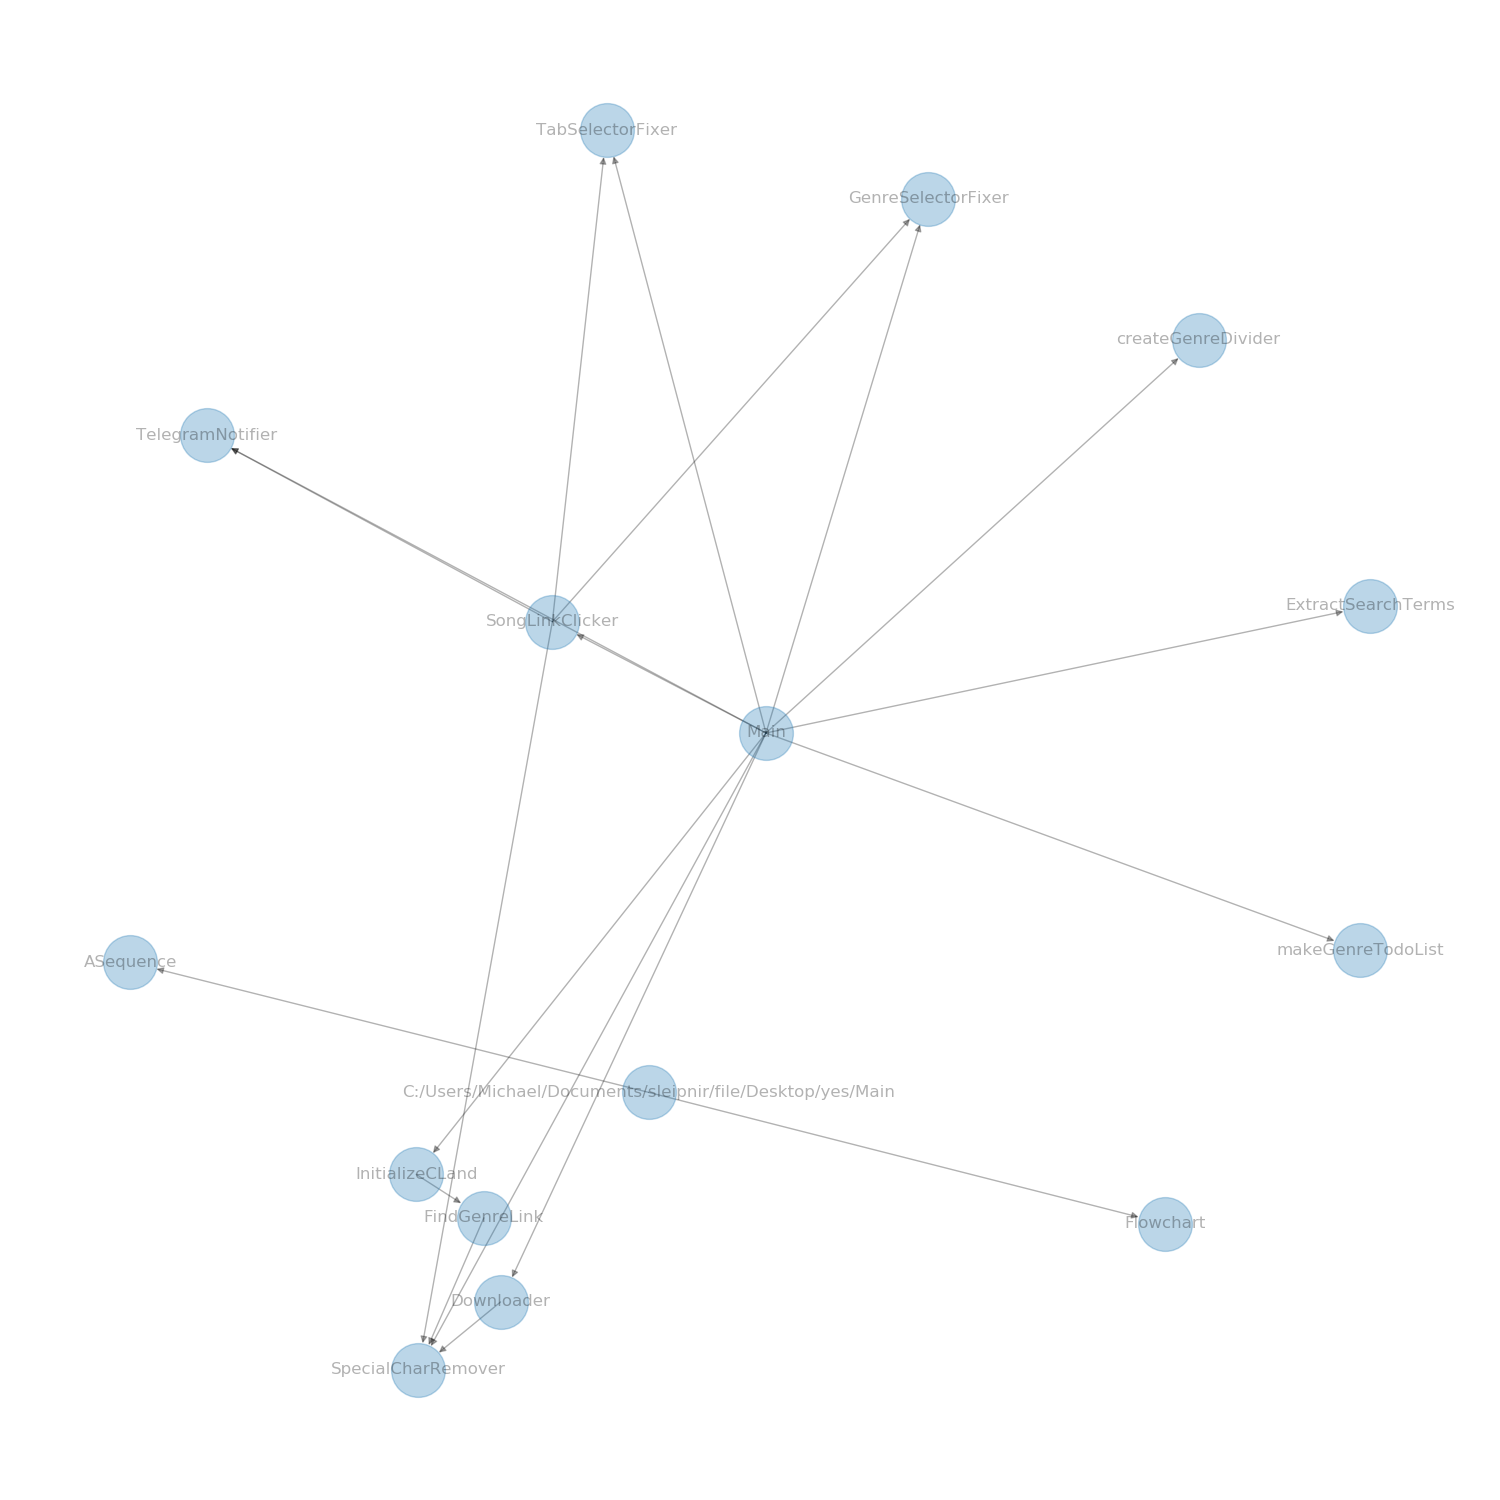 TabSelectorFixer
GenreSelectorFixer
createGenreDivider
TelegramNotifier
ExtractSearchTerms
SongLinkClicker
Main
makeGenreTodoList
ASequence
C:/Users/Michael/Documents/sleipnir/file/Desktop/yes/Main
InitializeCLand
FindGenreLink
Flowchart
Downloader
SpecialCharRemover